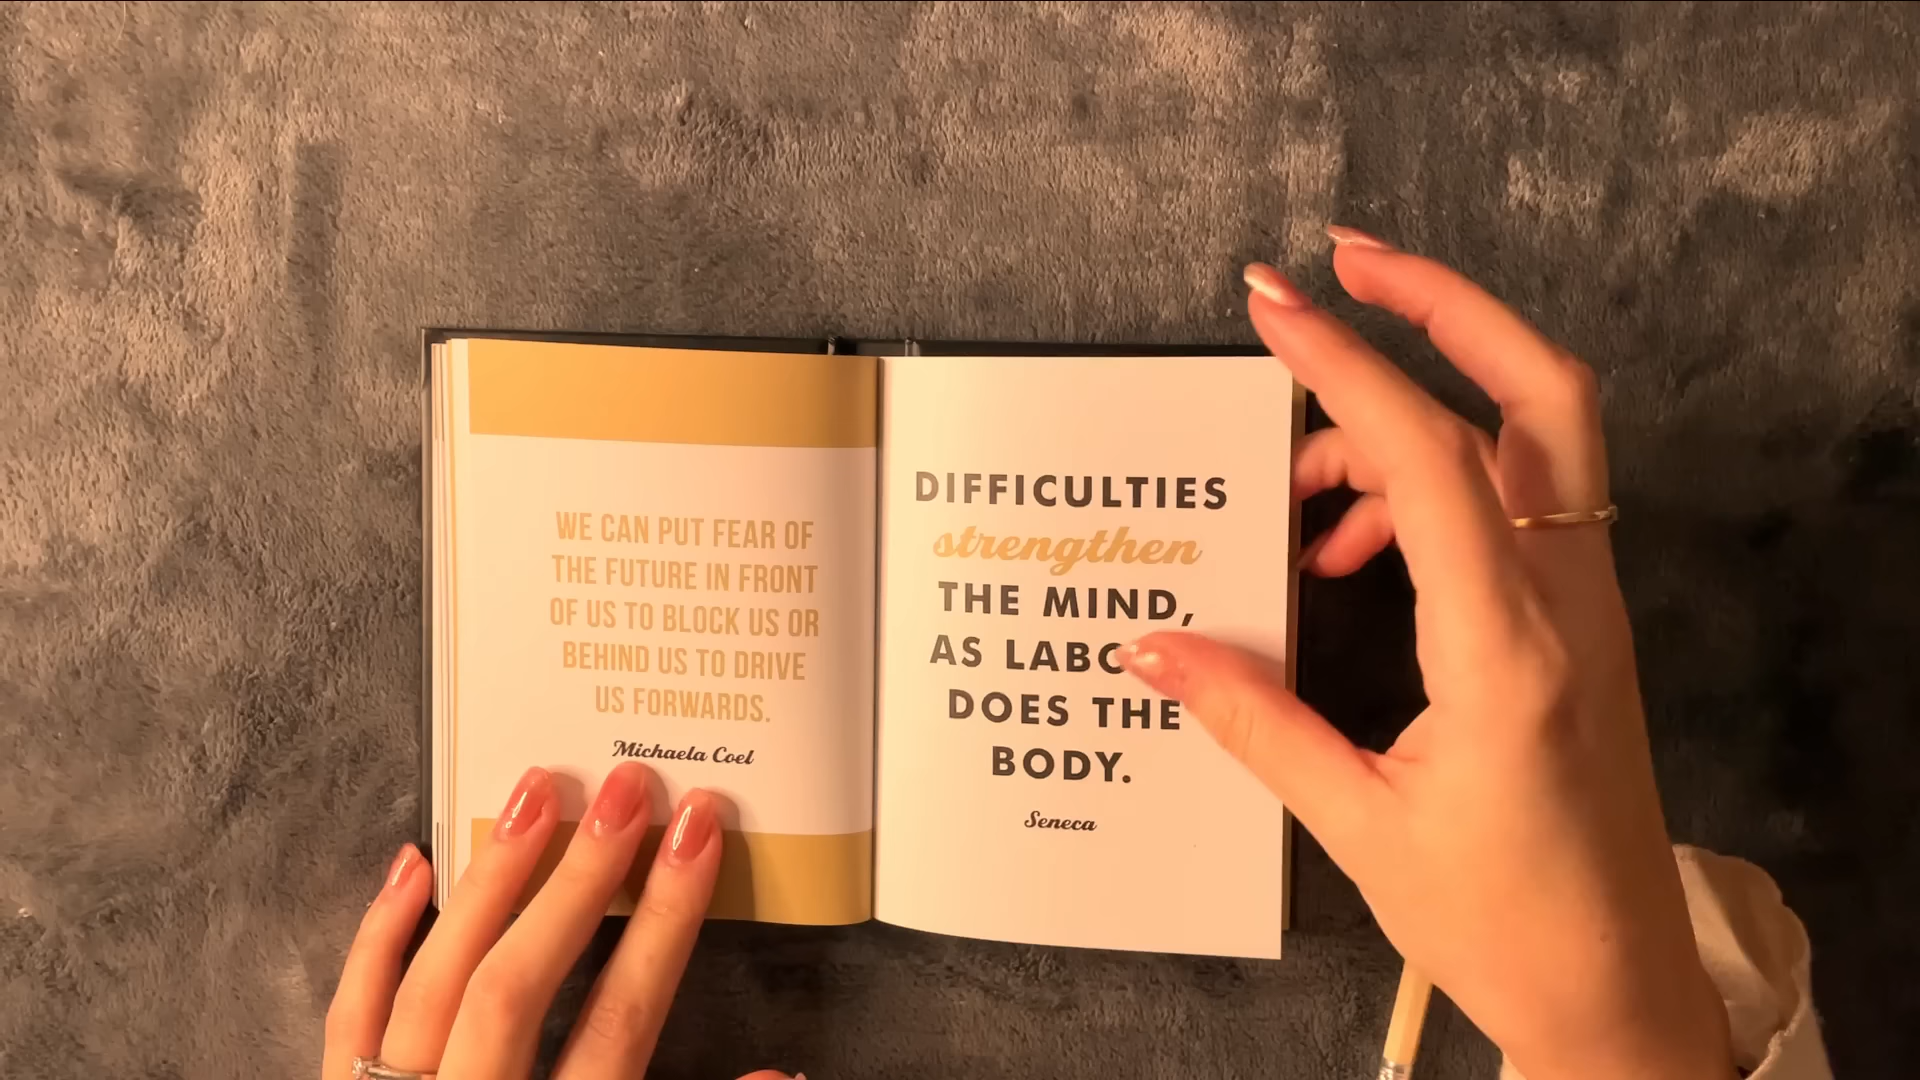 WE CAN PUT FEAR OF
THE FUTURE IN FRONT
OF US TO BLOCK US OR
BEHIND US TO DRIVE
US FORWARDS.
Michaela Coel
DIFFICULTIES
strengthen
THE MIND,
AS
DOES THE
BODY.
Seneca